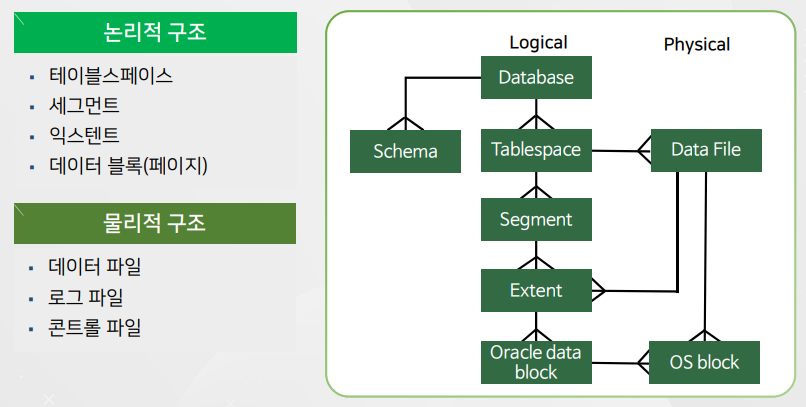 논리적 구조
▪ 테이블스페이스
▪ 세그먼트
▪ 익스텐트
▪ 데이터 블록(페이지)
물리적 구조
▪ 데이터 파일
▪ 로그 파일
▪ 콘트롤 파일
Logical
Physical
Database
Schema
Tablespace
Data File
Segment
Extent
Oracle data
block
OS block